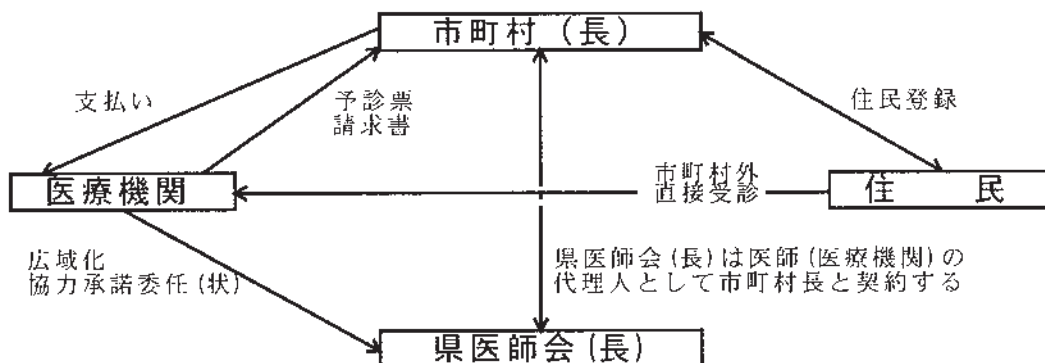 市町村（長）
支払い
予診票
請求書
住民登録
医療機関
市町村外
直接受診
住　民
広域化
協力承諾委任(状)
県医師会(長)は医師(医療機関)の
代理人として市町村長と契約する
県医師会(長)